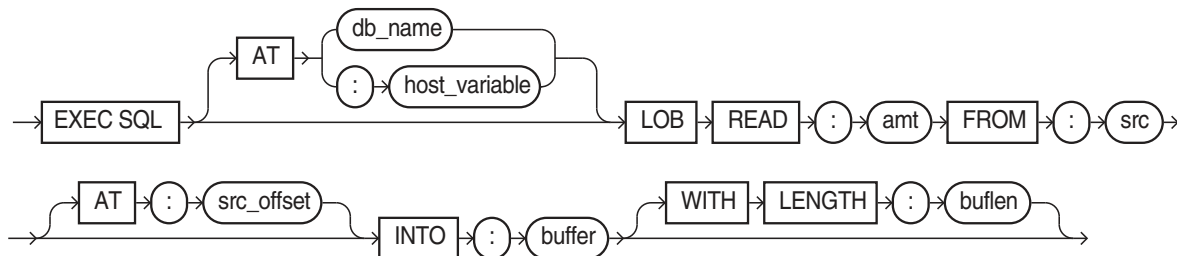 db_name
AT
: host_variable
EXEC SQL LOB READ : amt FROM : src
AT : src_offset WITH LENGTH : buflen
INTO : buffer